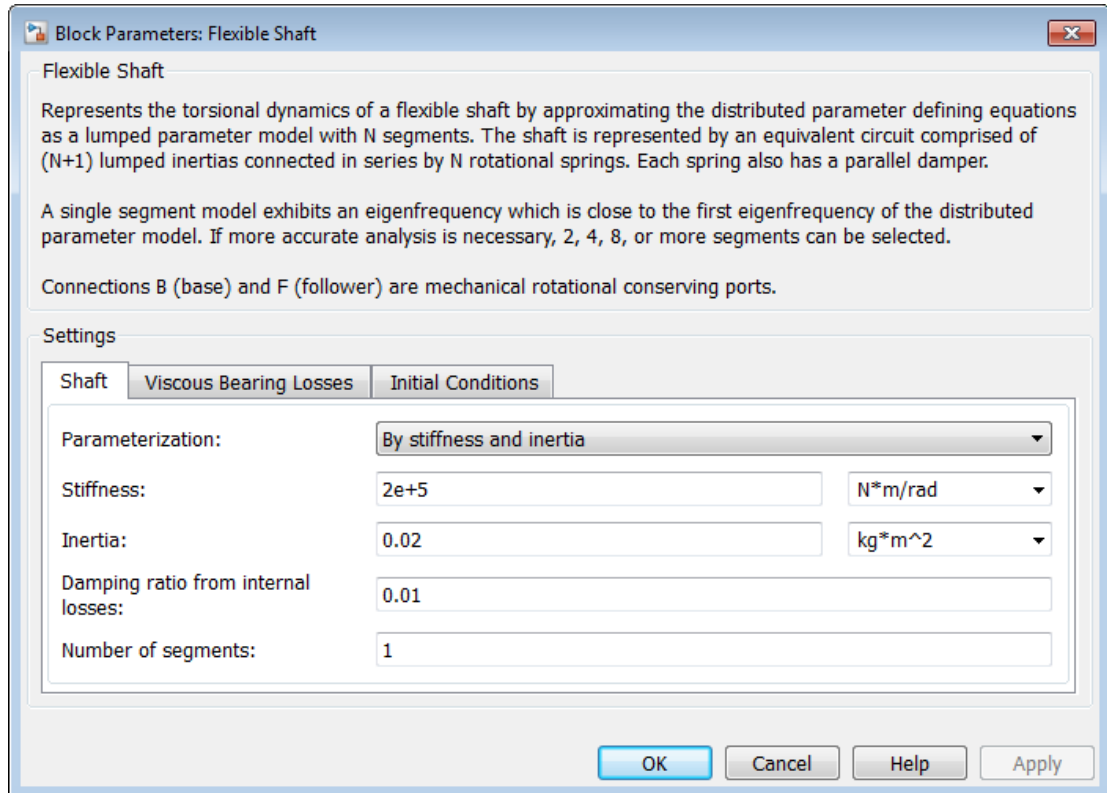 Block Parameters: Flexible Shaft
Flexible Shaft
Represents the torsional dynamics of a flexible shaft by approximating the distributed parameter defining equations
as a lumped parameter model with N segments. The shaft is represented by an equivalent circuit comprised of
(N+1) lumped inertias connected in series by N rotational springs. Each spring also has a parallel damper.
A single segment model exhibits an eigenfrequency which is close to the first eigenfrequency of the distributed
parameter model. If more accurate analysis is necessary, 2, 4, 8, or more segments can be selected.
Connections B (base) and F (follower) are mechanical rotational conserving ports.
Settings
Shaft Viscous Bearing Losses Initial Conditions
Parameterization: By stiffness and inertia
Stiffness: 2e+5 N*m/rad
Inertia: 0.02 kg*m^2
Damping ratio from internal
losses: 0.01
Number of segments: 1
OK Cancel Help Apply